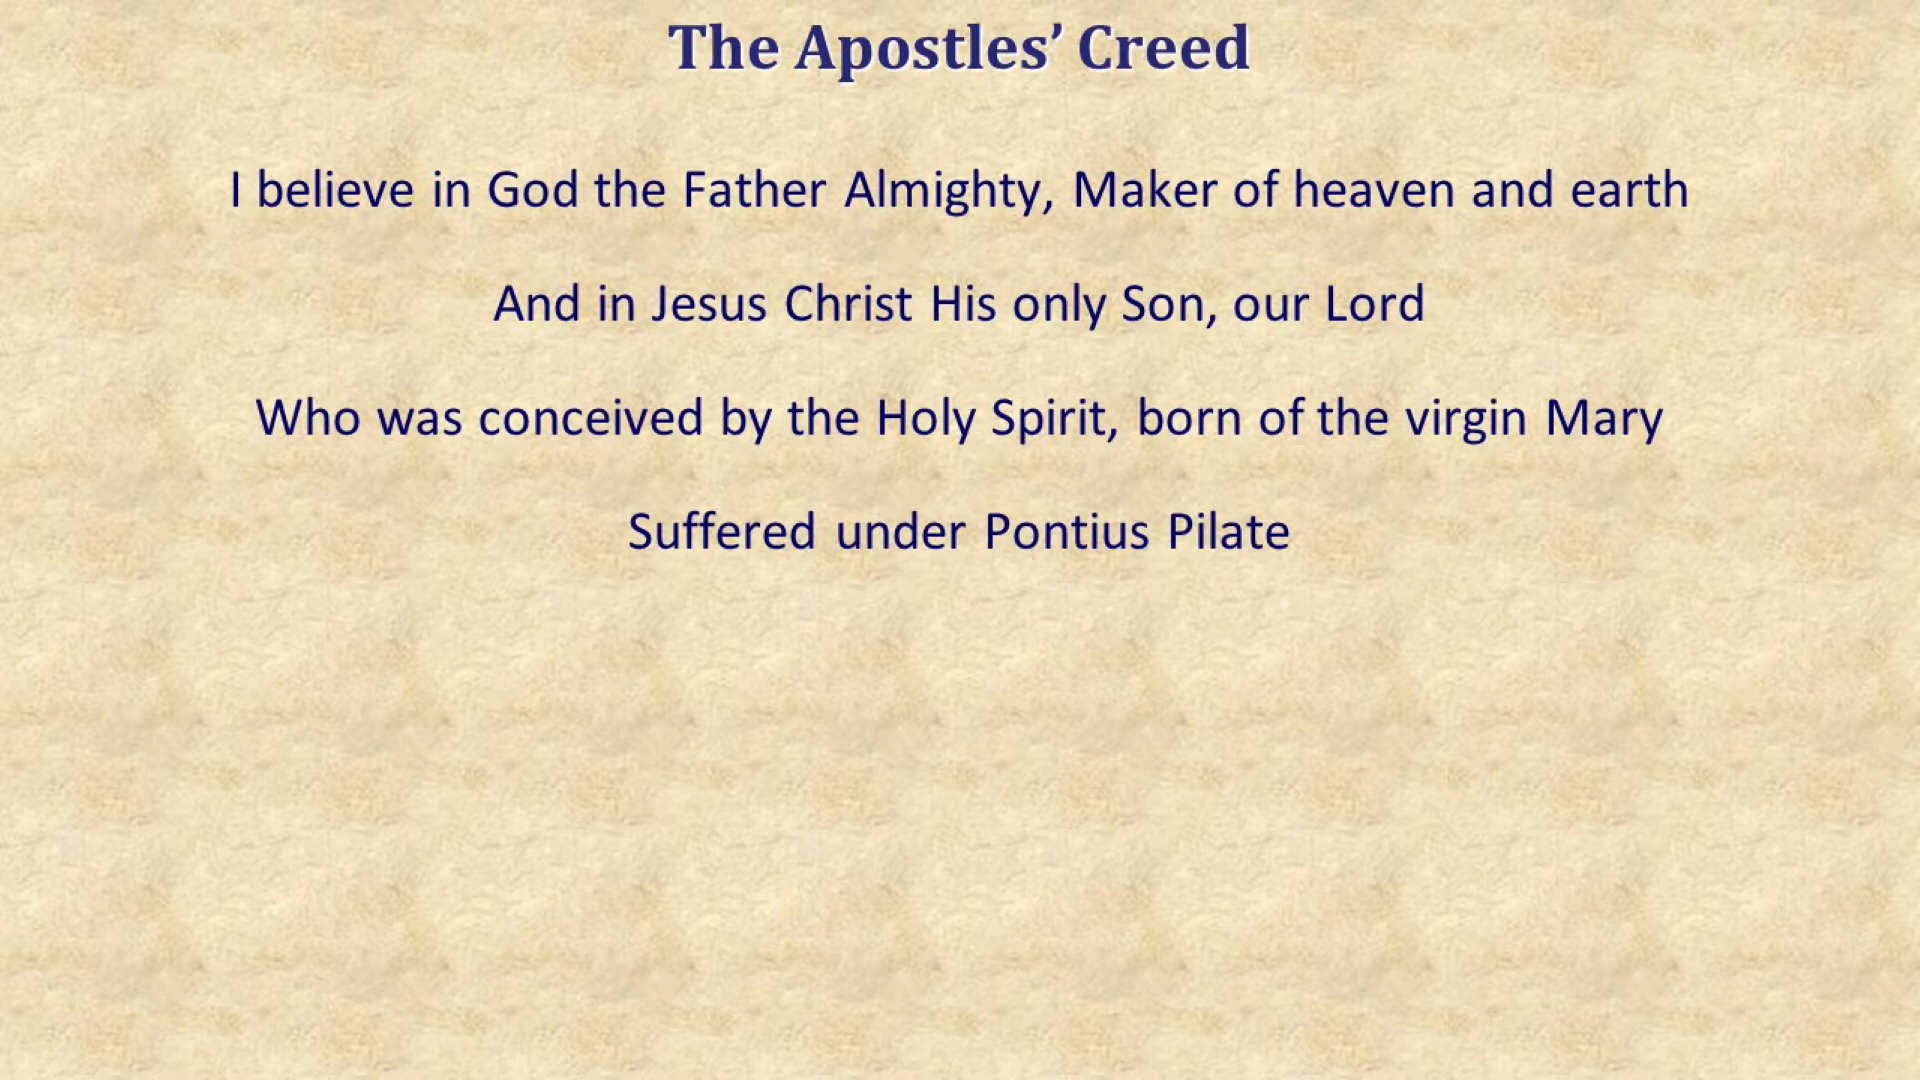 The Apostles’ Creed
I believe in God the Father Almighty, Maker of heaven and earth
And in Jesus Christ His only Son, our Lord
Who was conceived by the Holy Spirit, born of the virgin Mary
Suffered under Pontius Pilate